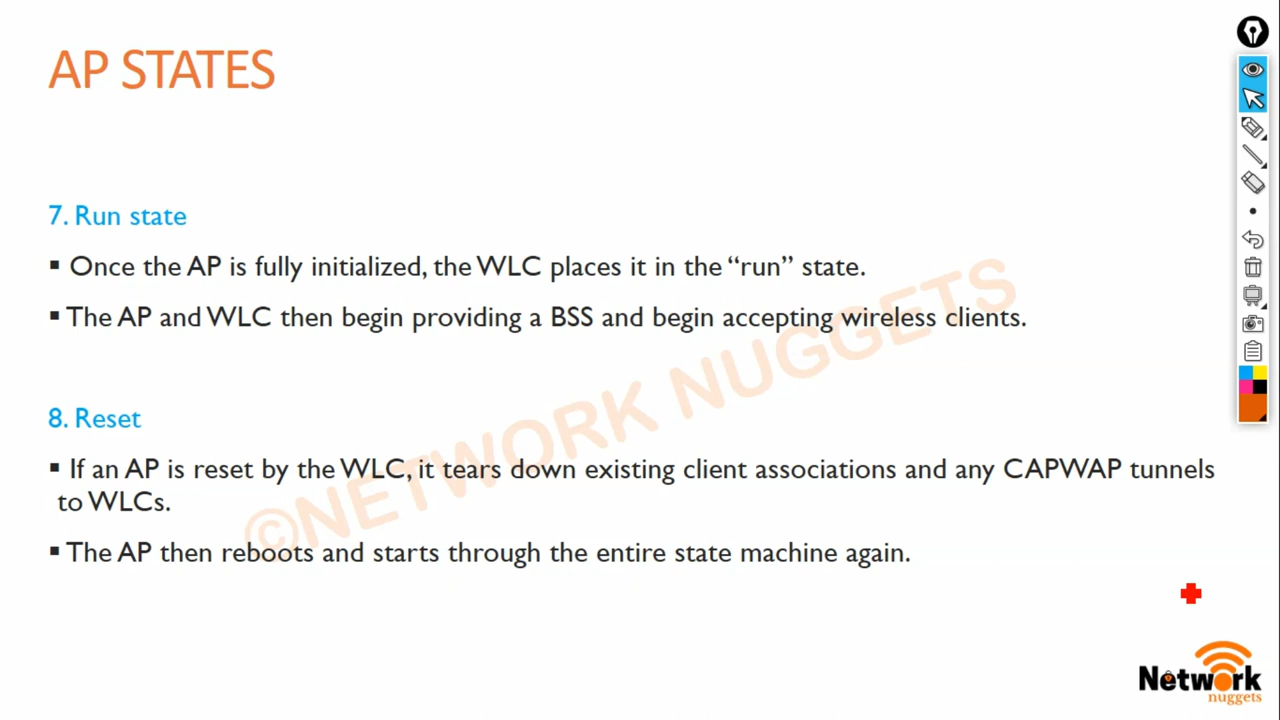 AP STATES
7. Run state
▪ Once the AP is fully initialized, the WLC places it in the “run” state.
▪ The AP and WLC then begin providing a BSS and begin accepting wireless clients.
8. Reset
▪ If an AP is reset by the WLC, it tears down existing client associations and any CAPWAP tunnels
to WLCs.
▪ The AP then reboots and starts through the entire state machine again.
©NETWORK NUGGETS
Network
nuggets